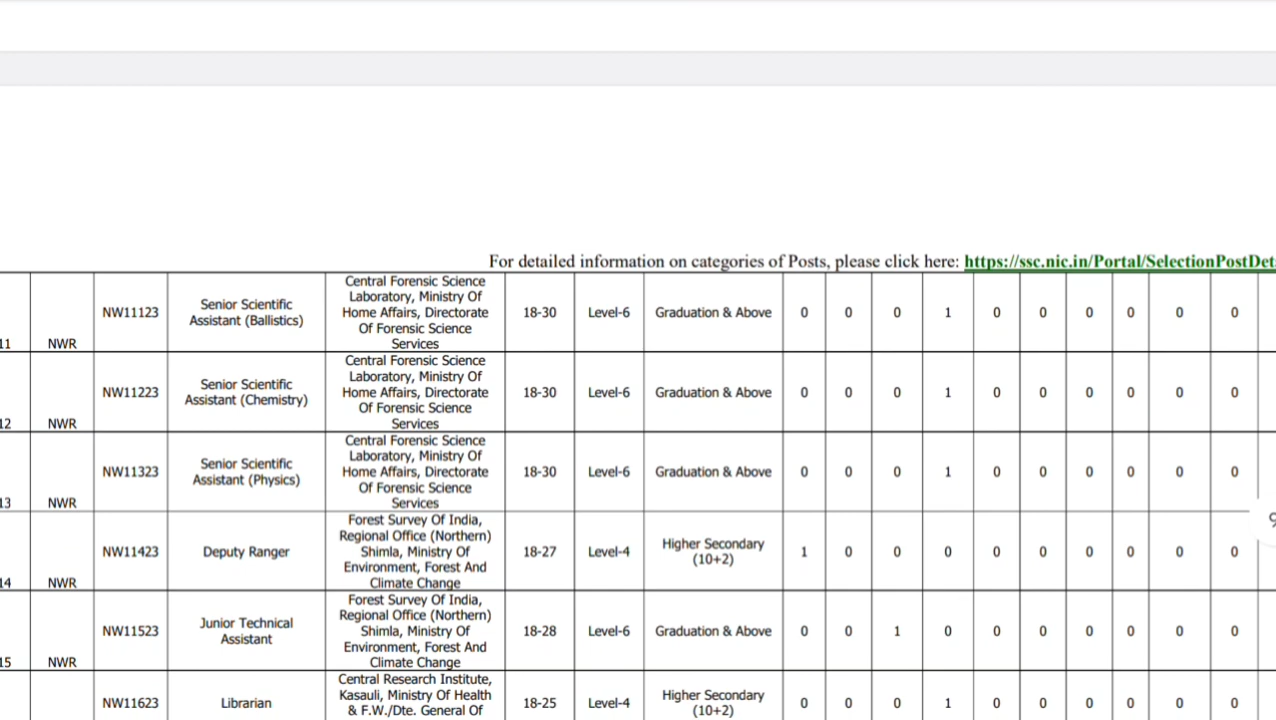 For detailed information on categories of Posts, please click here: https://ssc.nic.in/Portal/SelectionPostDet
11 NWR NW11123 Senior Scientific Assistant (Ballistics) Central Forensic Science Laboratory, Ministry Of Home Affairs, Directorate Of Forensic Science Services 18-30 Level-6 Graduation & Above 0 0 0 1 0 0 0 0 0 0
12 NWR NW11223 Senior Scientific Assistant (Chemistry) Central Forensic Science Laboratory, Ministry Of Home Affairs, Directorate Of Forensic Science Services 18-30 Level-6 Graduation & Above 0 0 0 1 0 0 0 0 0 0
13 NWR NW11323 Senior Scientific Assistant (Physics) Central Forensic Science Laboratory, Ministry Of Home Affairs, Directorate Of Forensic Science Services 18-30 Level-6 Graduation & Above 0 0 0 1 0 0 0 0 0 0
14 NWR NW11423 Deputy Ranger Forest Survey Of India, Regional Office (Northern) Shimla, Ministry Of Environment, Forest And Climate Change 18-27 Level-4 Higher Secondary (10+2) 1 0 0 0 0 0 0 0 0 0
15 NWR NW11523 Junior Technical Assistant Forest Survey Of India, Regional Office (Northern) Shimla, Ministry Of Environment, Forest And Climate Change 18-28 Level-6 Graduation & Above 0 0 1 0 0 0 0 0 0 0
NW11623 Librarian Central Research Institute, Kasauli, Ministry Of Health & F.W./Dte. General Of 18-25 Level-4 Higher Secondary (10+2) 0 0 0 1 0 0 0 0 0 0